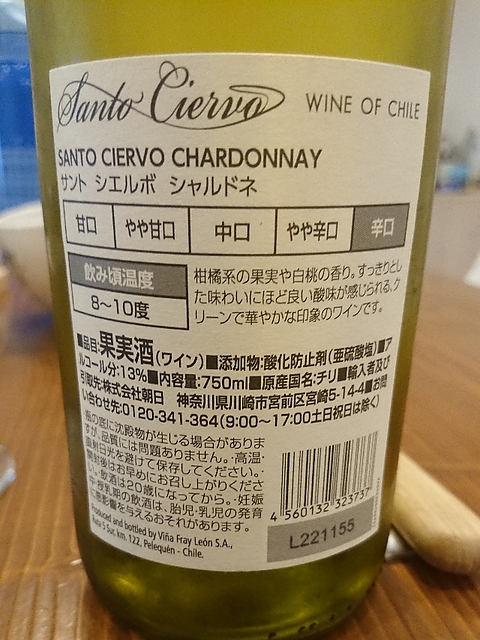 Santo Ciervo WINE OF CHILE
SANTO CIERVO CHARDONNAY
サント シエルボ シャルドネ
甘口 やや甘口 中口 やや辛口 辛口
飲み頃温度
8〜10度
柑橘系の果実や白桃の香り。すっきりとし
た味わいにほど良い酸味が感じられる、ク
リーンで華やかな印象のワインです。
■品目:果実酒(ワイン)■添加物:酸化防止剤(亜硫酸塩)■ア
ルコール分:13%■内容量:750ml■原産国名:チリ■輸入者及び
引取先:株式会社朝日 神奈川県川崎市宮前区宮崎5-14-4■お問
い合わせ先:0120-341-364(9:00〜17:00土日祝日は除く)
瓶の底に沈殿物が生じる場合がありま
すが、品質には問題ありません。・高温・
直射日光を避けて保存してください。・
開封後はお早めにお召し上がりくださ
い。・飲酒は20歳になってから。・妊娠
中・授乳期の飲酒は、胎児・乳児の発育
に悪影響を与えるおそれがあります。
Produced and bottled by Viña Fray León S.A.,
Ruta 5 Sur, km. 122, Pelequén - Chile.
4 560132 323737
L221155